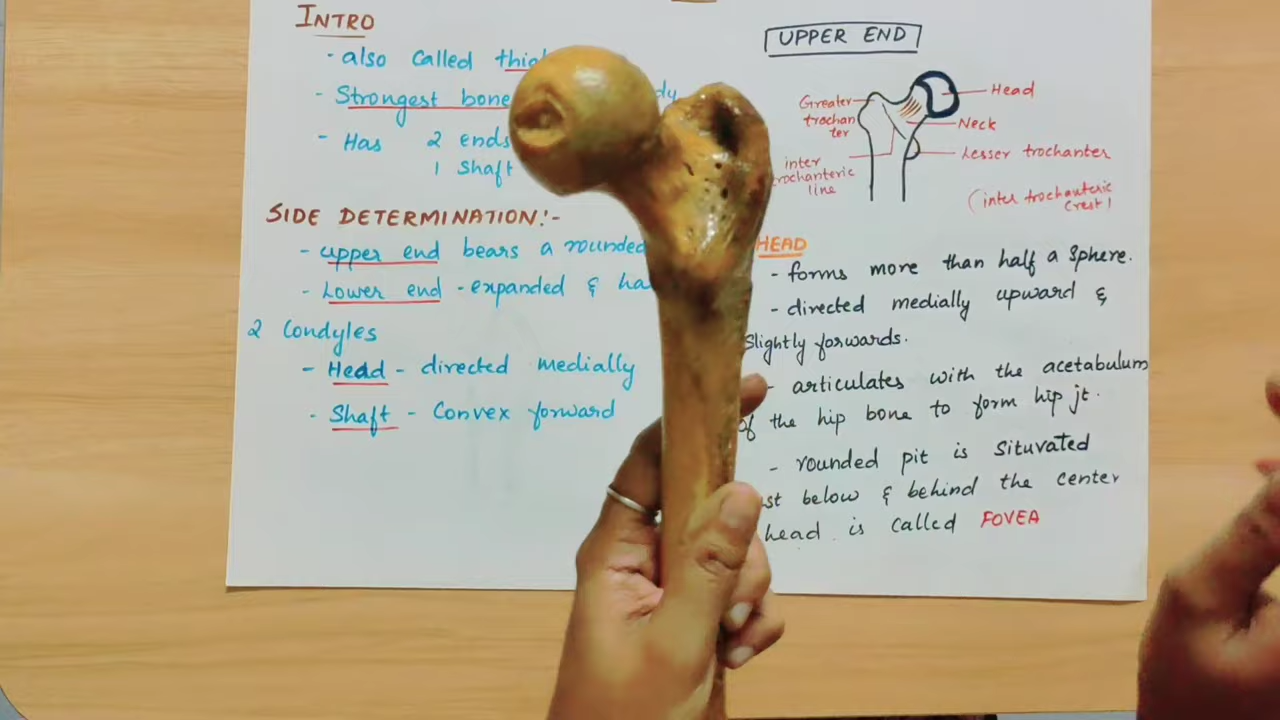 INTRO
- also called thi
- Strongest bone dy
- Has 2 ends
1 Shaft
SIDE DETERMINATION:-
- upper end bears a rounded
- Lower end - expanded & ha
2 Condyles
- Head - directed medially
- Shaft - Convex forward
UPPER END
Greater
trochan
ter
Head
Neck
Lesser trochanter
inter
trochanteric
line
(inter trochanteric
Crest)
HEAD
- forms more than half a sphere.
- directed medially upward &
Slightly forwards.
- articulates with the acetabulum
of the hip bone to form hip jt.
- rounded pit is situvated
st below & behind the center
head is called FOVEA